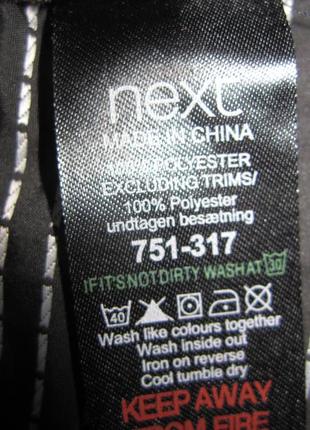 next
MADE IN CHINA
100% POLYESTER
EXCLUDING TRIMS/
100% Polyester
undtagen besætning
751-317
IF IT'S NOT DIRTY WASH AT 30
40
Wash like colours together
Wash inside out
Iron on reverse
Cool tumble dry
KEEP AWAY
FROM FIRE